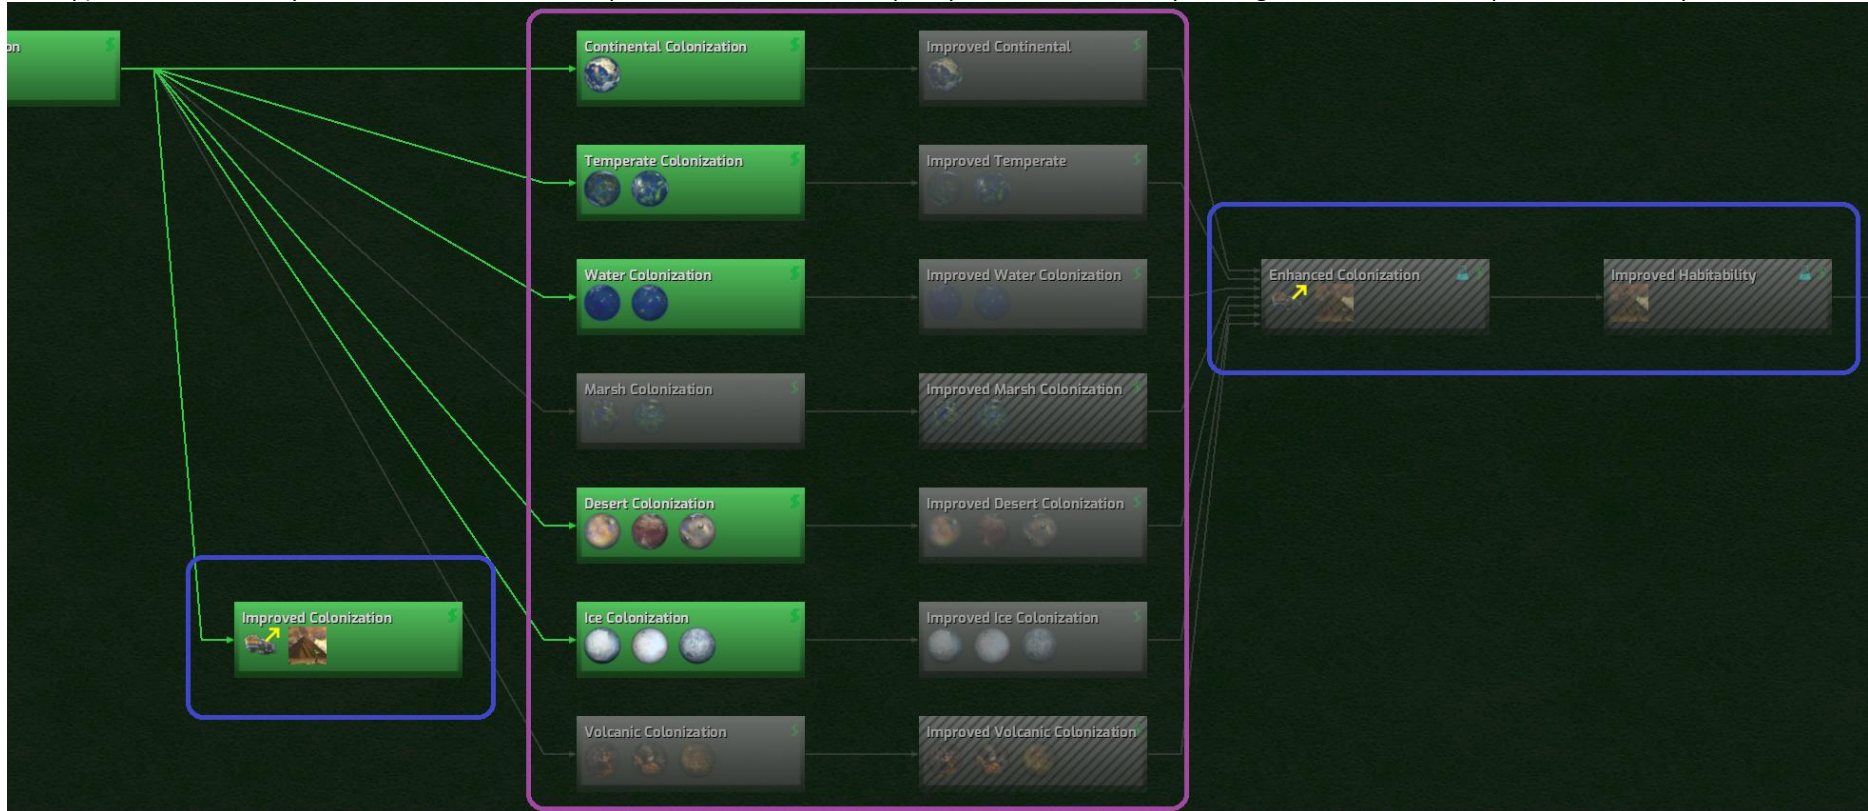 on
Continental Colonization
Improved Continental
Temperate Colonization
Improved Temperate
Water Colonization
Improved Water Colonization
Enhanced Colonization
Improved Habitability
Marsh Colonization
Improved Marsh Colonization
Desert Colonization
Improved Desert Colonization
Improved Colonization
Ice Colonization
Improved Ice Colonization
Volcanic Colonization
Improved Volcanic Colonization